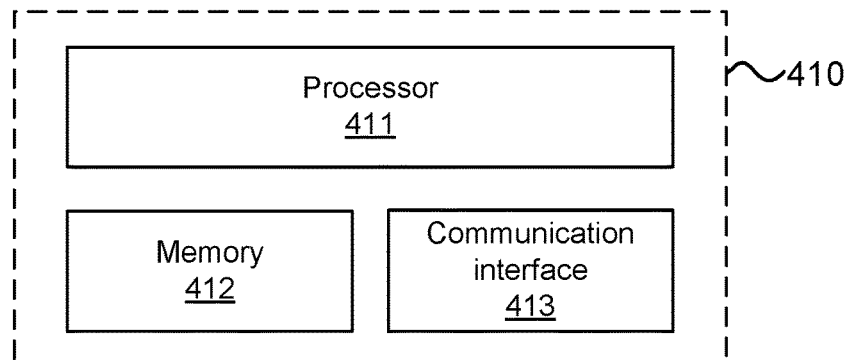 Processor
411
410
Memory
412
Communication
interface
413